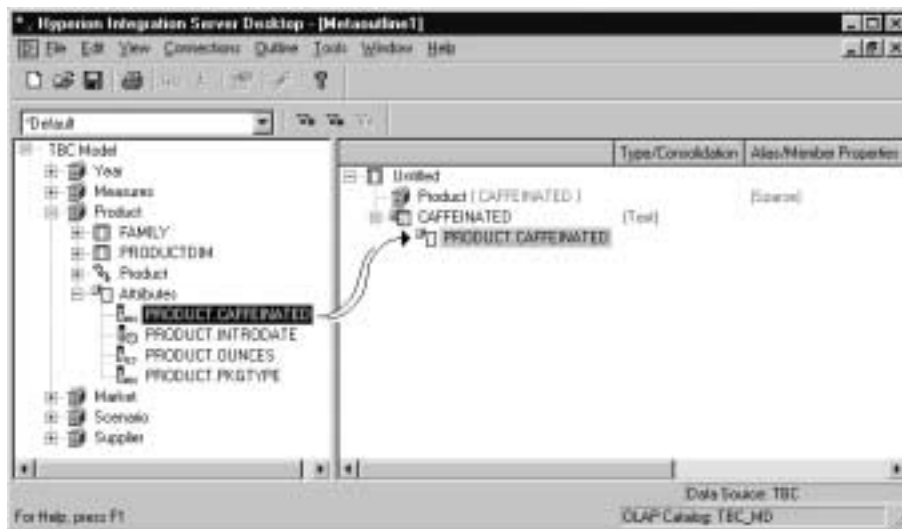 Hyperion Integration Server Desktop - [Metaoutline1]
File Edit View Connections Outline Tools Window Help
*Default
TBC Model
Year
Measures
Product
FAMILY
PRODUCTDIM
Product
Attributes
PRODUCT.CAFFEINATED
PRODUCT.INTRODATE
PRODUCT.OUNCES
PRODUCT.PKGTYPE
Market
Scenario
Supplier
Type/Consolidation Alias/Member Properties
Untitled
Product [ CAFFEINATED ] [Sparse]
CAFFEINATED [Text]
PRODUCT.CAFFEINATED
Data Source: TBC
For Help, press F1 OLAP Catalog: TBC_MD